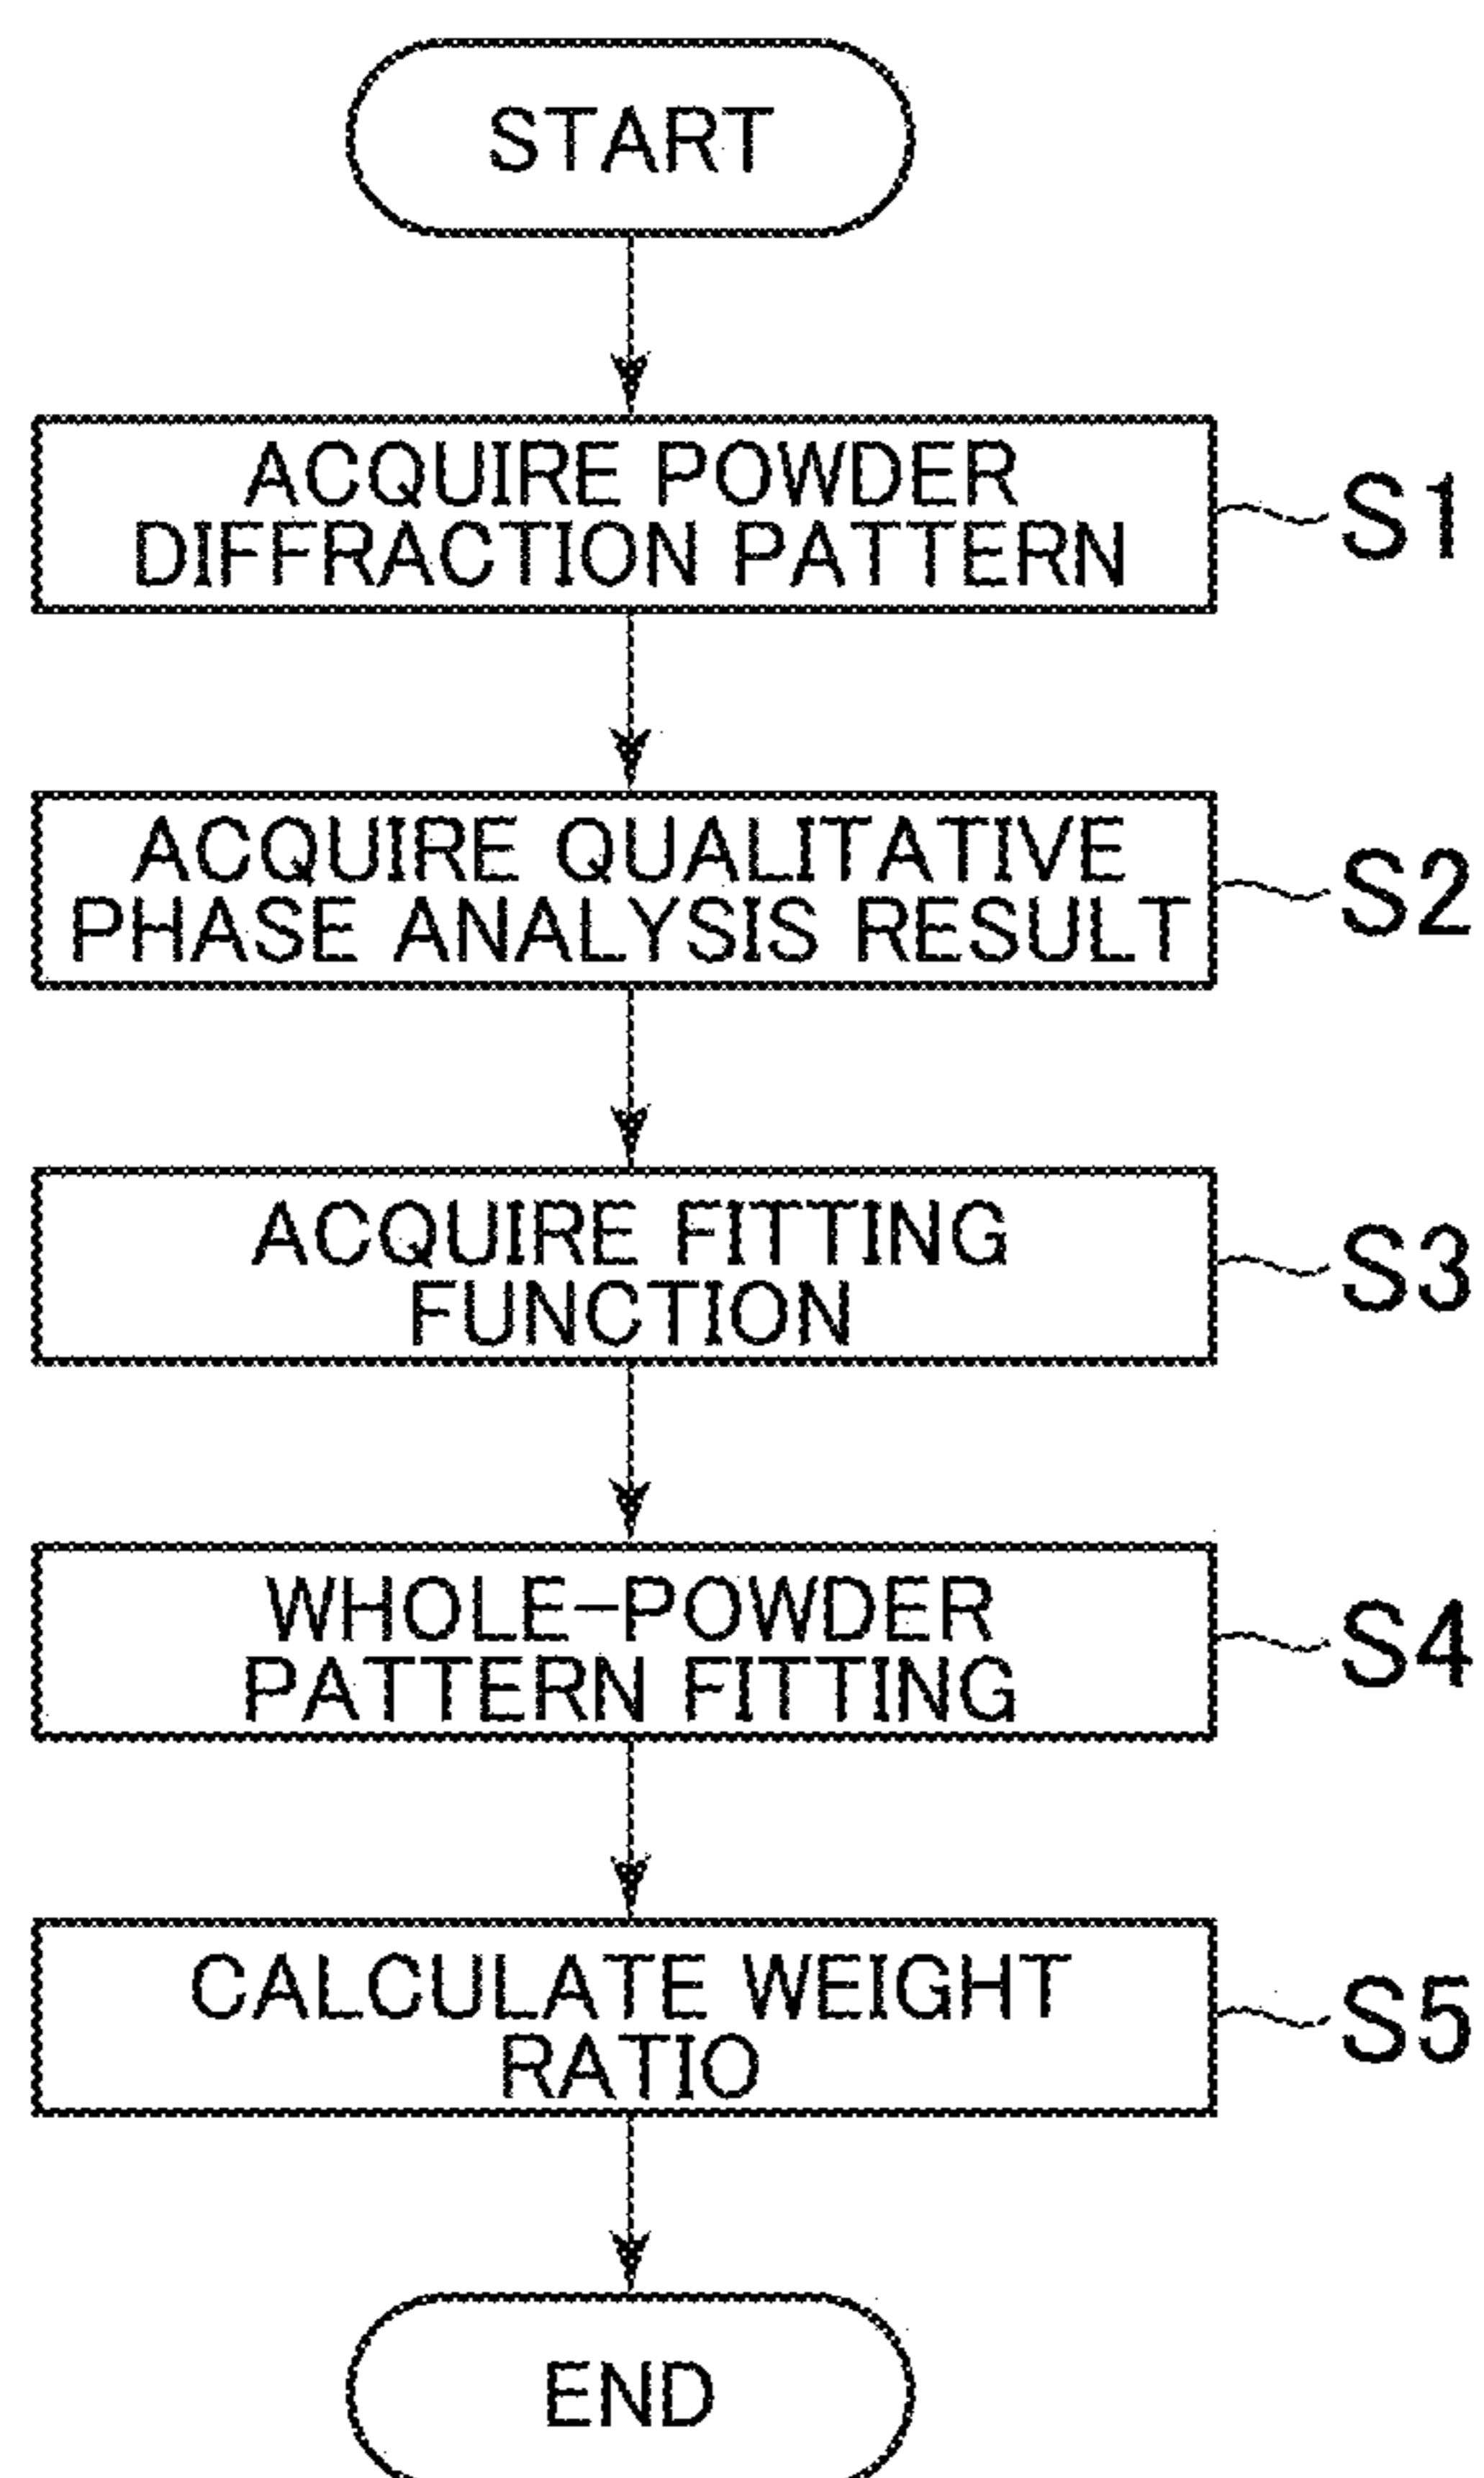 START
ACQUIRE POWDER
DIFFRACTION PATTERN
S1
ACQUIRE QUALITATIVE
PHASE ANALYSIS RESULT
S2
ACQUIRE FITTING
FUNCTION
S3
WHOLE-POWDER
PATTERN FITTING
S4
CALCULATE WEIGHT
RATIO
S5
END